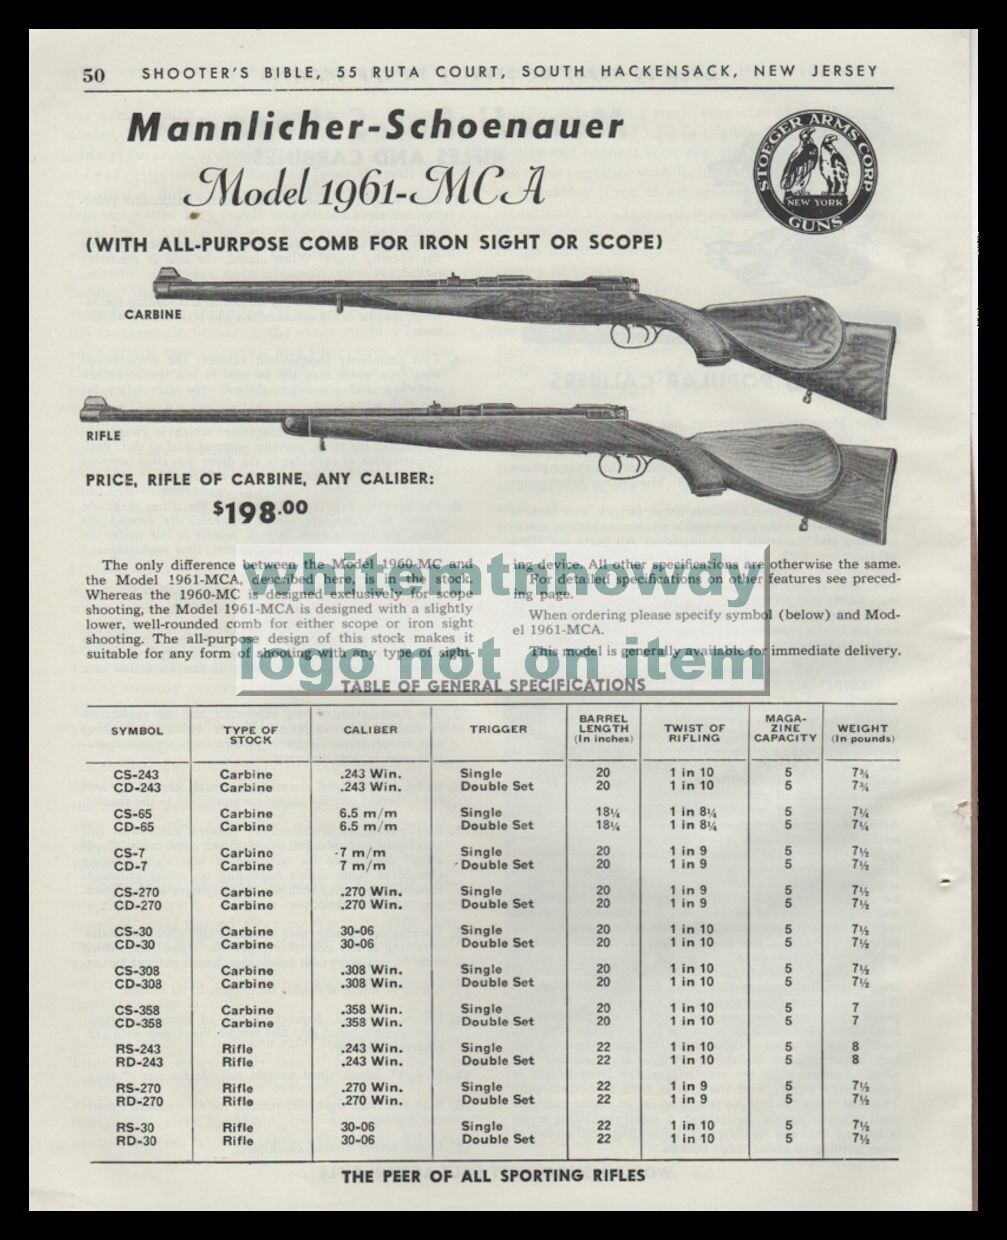 50 SHOOTER'S BIBLE, 55 RUTA COURT, SOUTH HACKENSACK, NEW JERSEY
Mannlicher-Schoenauer
Model 1961-MCA
STOEGER ARMS CORP
NEW YORK
GUNS
(WITH ALL-PURPOSE COMB FOR IRON SIGHT OR SCOPE)
CARBINE
RIFLE
PRICE, RIFLE OF CARBINE, ANY CALIBER:
$198.00
The only difference between the Model 1960-MC and
the Model 1961-MCA, described here, is in the stock.
Whereas the 1960-MC is designed exclusively for scope
shooting, the Model 1961-MCA is designed with a slightly
lower, well-rounded comb for either scope or iron sight
shooting. The all-purpose design of this stock makes it
suitable for any form of shooting with any type of sight-
ing device. All other specifications are otherwise the same.
For detailed specifications on other features see preced-
ing page.
When ordering please specify symbol (below) and Mod-
el 1961-MCA.
This model is generally available for immediate delivery.
whitemtnhowdy
logo not on item
TABLE OF GENERAL SPECIFICATIONS
SYMBOL TYPE OF STOCK CALIBER TRIGGER BARREL LENGTH (In inches) TWIST OF RIFLING MAGA-ZINE CAPACITY WEIGHT (In pounds)
CS-243 Carbine .243 Win. Single 20 1 in 10 5 7¾
CD-243 Carbine .243 Win. Double Set 20 1 in 10 5 7¾
CS-65 Carbine 6.5 m/m Single 18¼ 1 in 8¼ 5 7¼
CD-65 Carbine 6.5 m/m Double Set 18¼ 1 in 8¼ 5 7¼
CS-7 Carbine 7 m/m Single 20 1 in 9 5 7½
CD-7 Carbine 7 m/m Double Set 20 1 in 9 5 7½
CS-270 Carbine .270 Win. Single 20 1 in 9 5 7½
CD-270 Carbine .270 Win. Double Set 20 1 in 9 5 7½
CS-30 Carbine 30-06 Single 20 1 in 10 5 7½
CD-30 Carbine 30-06 Double Set 20 1 in 10 5 7½
CS-308 Carbine .308 Win. Single 20 1 in 10 5 7½
CD-308 Carbine .308 Win. Double Set 20 1 in 10 5 7½
CS-358 Carbine .358 Win. Single 20 1 in 10 5 7
CD-358 Carbine .358 Win. Double Set 20 1 in 10 5 7
RS-243 Rifle .243 Win. Single 22 1 in 10 5 8
RD-243 Rifle .243 Win. Double Set 22 1 in 10 5 8
RS-270 Rifle .270 Win. Single 22 1 in 9 5 7½
RD-270 Rifle .270 Win. Double Set 22 1 in 9 5 7½
RS-30 Rifle 30-06 Single 22 1 in 10 5 7½
RD-30 Rifle 30-06 Double Set 22 1 in 10 5 7½
THE PEER OF ALL SPORTING RIFLES